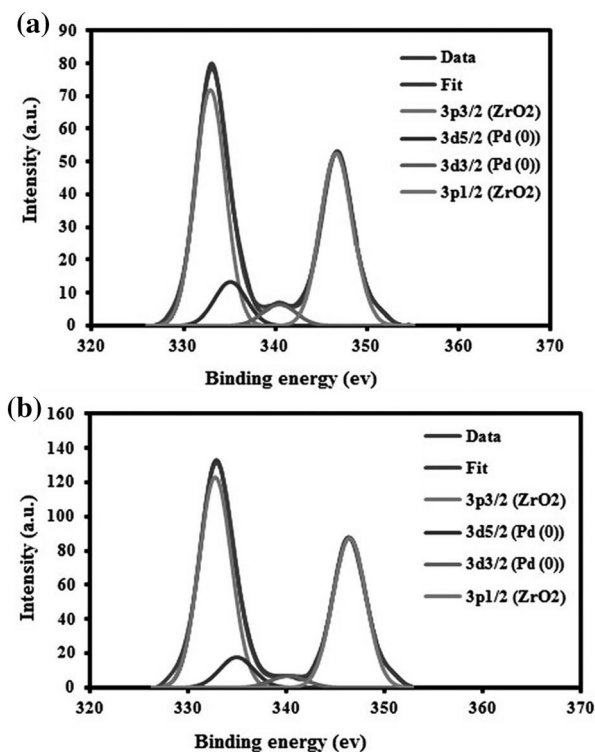 (a)
90
80
70
60
50
40
30
20
10
0
Intensity (a.u.)
Data
Fit
3p3/2 (ZrO2)
3d5/2 (Pd (0))
3d3/2 (Pd (0))
3p1/2 (ZrO2)
320 330 340 350 360 370
Binding energy (ev)
(b)
160
140
120
100
80
60
40
20
0
Intensity (a.u.)
Data
Fit
3p3/2 (ZrO2)
3d5/2 (Pd (0))
3d3/2 (Pd (0))
3p1/2 (ZrO2)
320 330 340 350 360 370
Binding energy (ev)